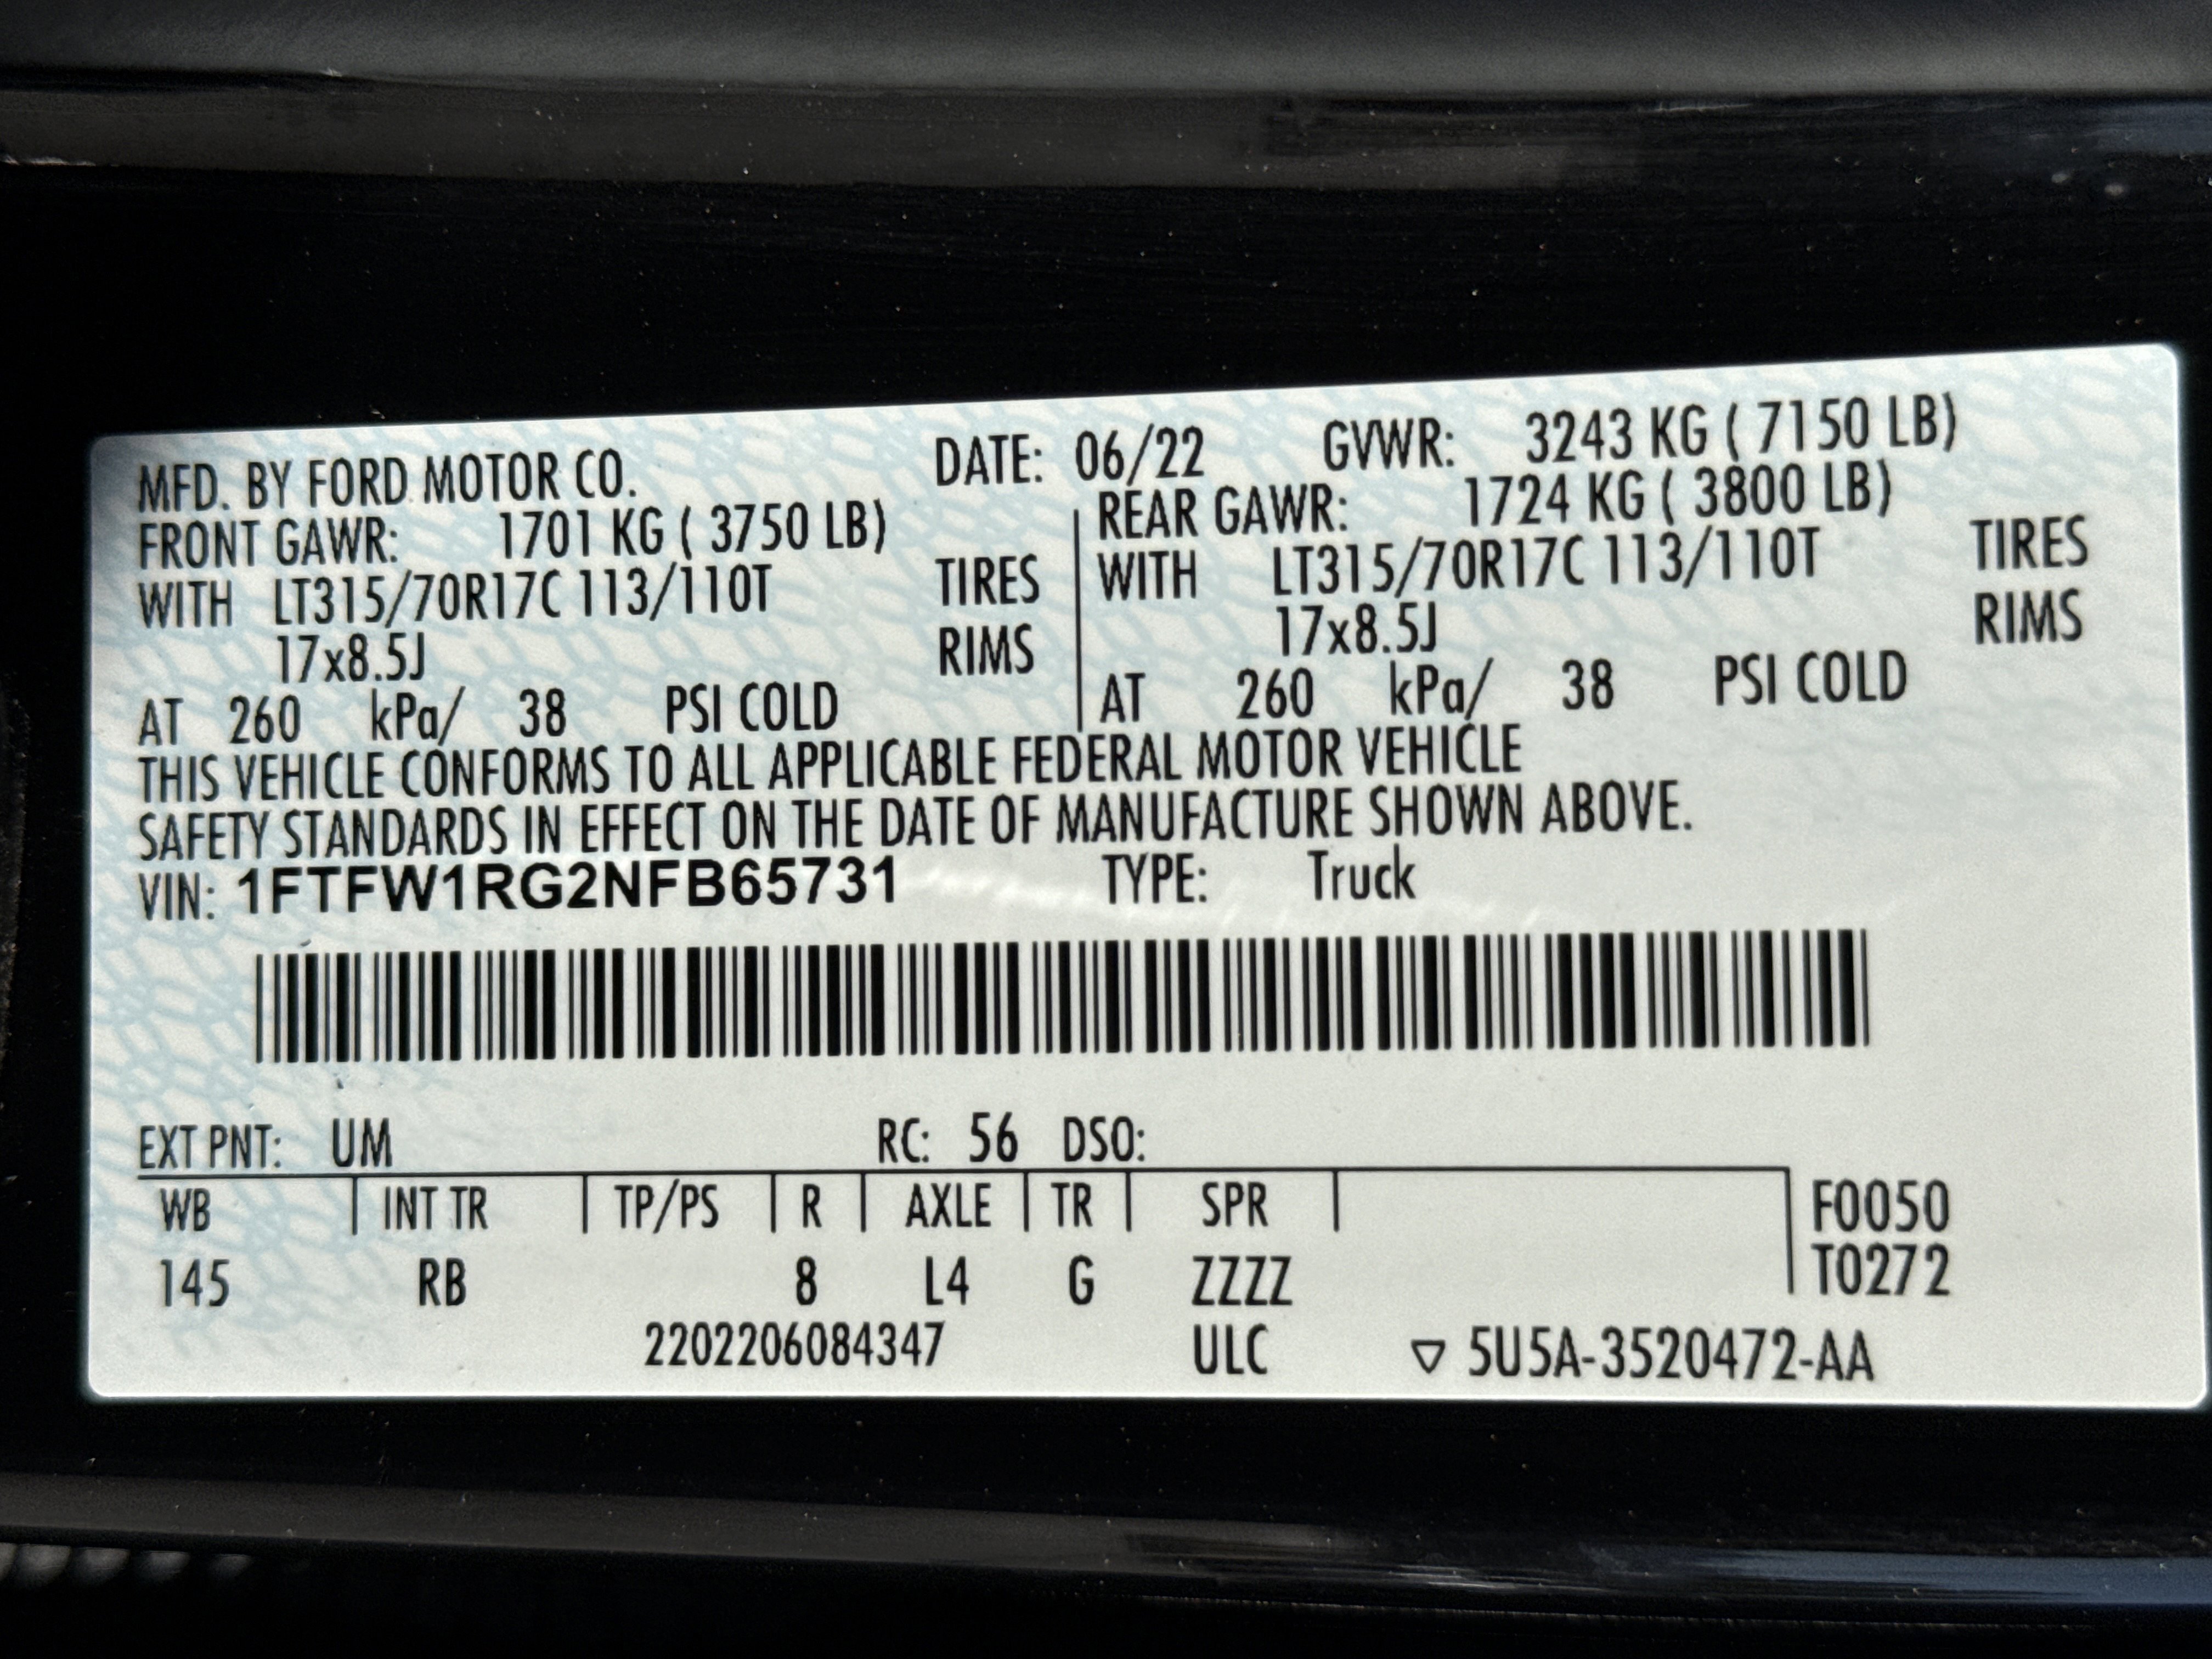 MFD. BY FORD MOTOR CO. DATE: 06/22 GVWR: 3243 KG ( 7150 LB)
FRONT GAWR: 1701 KG ( 3750 LB) REAR GAWR: 1724 KG ( 3800 LB)
WITH LT315/70R17C 113/110T TIRES WITH LT315/70R17C 113/110T TIRES
17x8.5J RIMS 17x8.5J RIMS
AT 260 kPa/ 38 PSI COLD AT 260 kPa/ 38 PSI COLD
THIS VEHICLE CONFORMS TO ALL APPLICABLE FEDERAL MOTOR VEHICLE
SAFETY STANDARDS IN EFFECT ON THE DATE OF MANUFACTURE SHOWN ABOVE.
VIN: 1FTFW1RG2NFB65731 TYPE: Truck
EXT PNT: UM RC: 56 DSO:
WB INT TR TP/PS R AXLE TR SPR F0050
145 RB 8 L4 G ZZZZ T0272
2202206084347 ULC ▽ 5U5A-3520472-AA